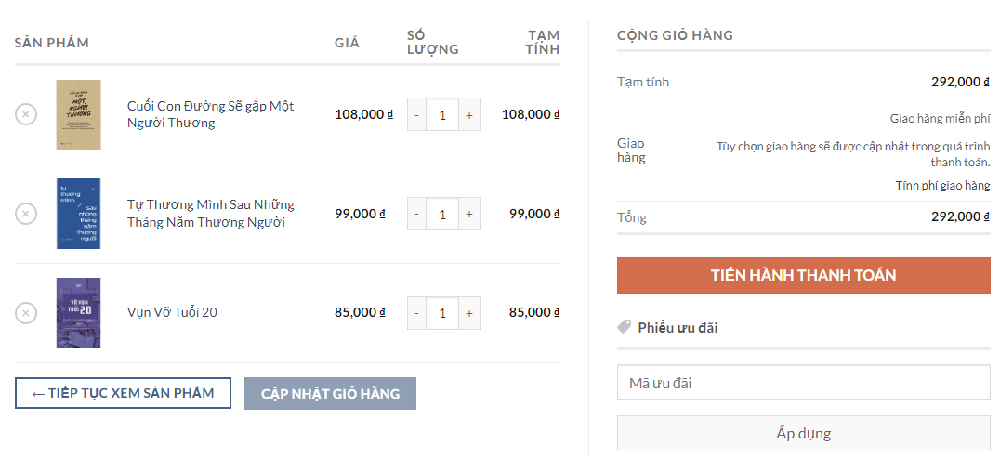 SẢN PHẨM
GIÁ
SỐ
LƯỢNG
TẠM
TÍNH
×
CUỐI CON ĐƯỜNG
MỘT
NGƯỜI
THƯƠNG
Cuối Con Đường Sẽ gặp Một
Người Thương
108,000 ₫
- 1 +
108,000 ₫
×
tự
thương
mình
sau
những
tháng
năm
thương
người
Tự Thương Mình Sau Những
Tháng Năm Thương Người
99,000 ₫
- 1 +
99,000 ₫
×
VỠ VỤN
TUỔI 20
Vụn Vỡ Tuổi 20
85,000 ₫
- 1 +
85,000 ₫
← TIẾP TỤC XEM SẢN PHẨM
CẬP NHẬT GIỎ HÀNG
CỘNG GIỎ HÀNG
Tạm tính
292,000 ₫
Giao
hàng
Giao hàng miễn phí
Tùy chọn giao hàng sẽ được cập nhật trong quá trình
thanh toán.
Tính phí giao hàng
Tổng
292,000 ₫
TIẾN HÀNH THANH TOÁN
Phiếu ưu đãi
Mã ưu đãi
Áp dụng